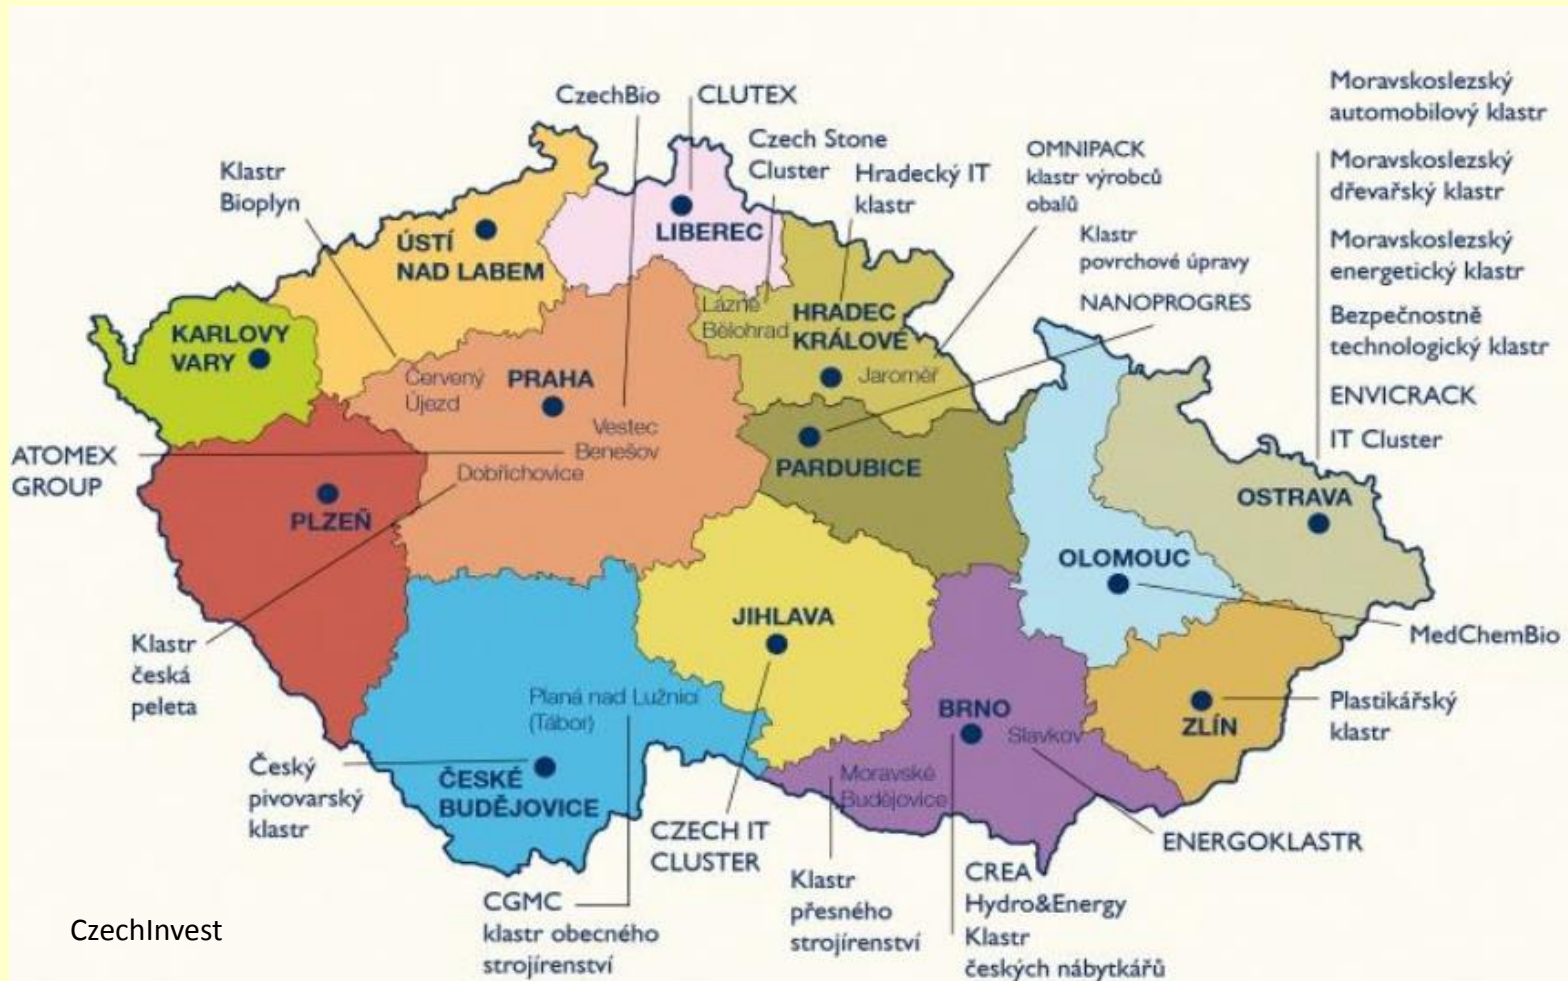 CzechBio
CLUTEX
Moravskoslezský
automobilový klastr
Czech Stone
Cluster
OMNIPACK
klastr výrobců
obalů
Moravskoslezský
dřevařský klastr
Klastr
Bioplyn
Hradecký IT
klastr
Klastr
povrchové úpravy
NANOPROGRES
Moravskoslezský
energetický klastr
ÚSTÍ
NAD LABEM
LIBEREC
Lázně
Bělohrad
HRADEC
KRÁLOVÉ
Jaroměř
Bezpečnostně
technologický klastr
ENVICRACK
IT Cluster
KARLOVY
VARY
Červený
Újezd
PRAHA
Vestec
Benešov
Dobřichovice
ATOMEX
GROUP
PARDUBICE
OSTRAVA
PLZEŇ
OLOMOUC
JIHLAVA
MedChemBio
Klastr
česká
peleta
Planá nad Lužnicí
(Tábor)
BRNO
Slavkov
ZLÍN
Plastikářský
klastr
Český
pivovarský
klastr
ČESKÉ
BUDĚJOVICE
Moravské
Budějovice
CZECH IT
CLUSTER
ENERGOKLASTR
CGMC
klastr obecného
strojírenství
Klastr
přesného
strojírenství
CREA
Hydro&Energy
Klastr
českých nábytkářů
CzechInvest